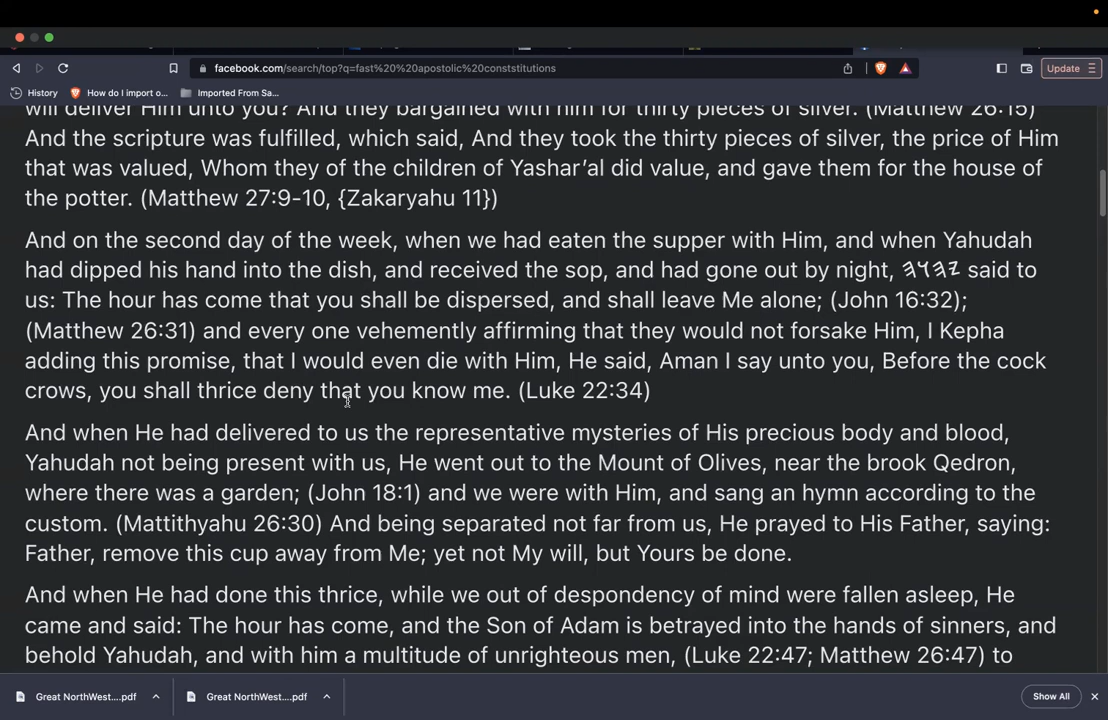 facebook.com/search/top?q=fast%20%20apostolic%20conststitutions
Update
History
How do I import o...
Imported From Sa...
will deliver Him unto you? And they bargained with him for thirty pieces of silver. (Matthew 26:15)
And the scripture was fulfilled, which said, And they took the thirty pieces of silver, the price of Him
that was valued, Whom they of the children of Yashar’al did value, and gave them for the house of
the potter. (Matthew 27:9-10, {Zakaryahu 11})
And on the second day of the week, when we had eaten the supper with Him, and when Yahudah
had dipped his hand into the dish, and received the sop, and had gone out by night, 𐤉𐤄𐤅𐤄 said to
us: The hour has come that you shall be dispersed, and shall leave Me alone; (John 16:32);
(Matthew 26:31) and every one vehemently affirming that they would not forsake Him, I Kepha
adding this promise, that I would even die with Him, He said, Aman I say unto you, Before the cock
crows, you shall thrice deny that you know me. (Luke 22:34)
And when He had delivered to us the representative mysteries of His precious body and blood,
Yahudah not being present with us, He went out to the Mount of Olives, near the brook Qedron,
where there was a garden; (John 18:1) and we were with Him, and sang an hymn according to the
custom. (Mattithyahu 26:30) And being separated not far from us, He prayed to His Father, saying:
Father, remove this cup away from Me; yet not My will, but Yours be done.
And when He had done this thrice, while we out of despondency of mind were fallen asleep, He
came and said: The hour has come, and the Son of Adam is betrayed into the hands of sinners, and
behold Yahudah, and with him a multitude of unrighteous men, (Luke 22:47; Matthew 26:47) to
Great NorthWest....pdf
Great NorthWest....pdf
Show All